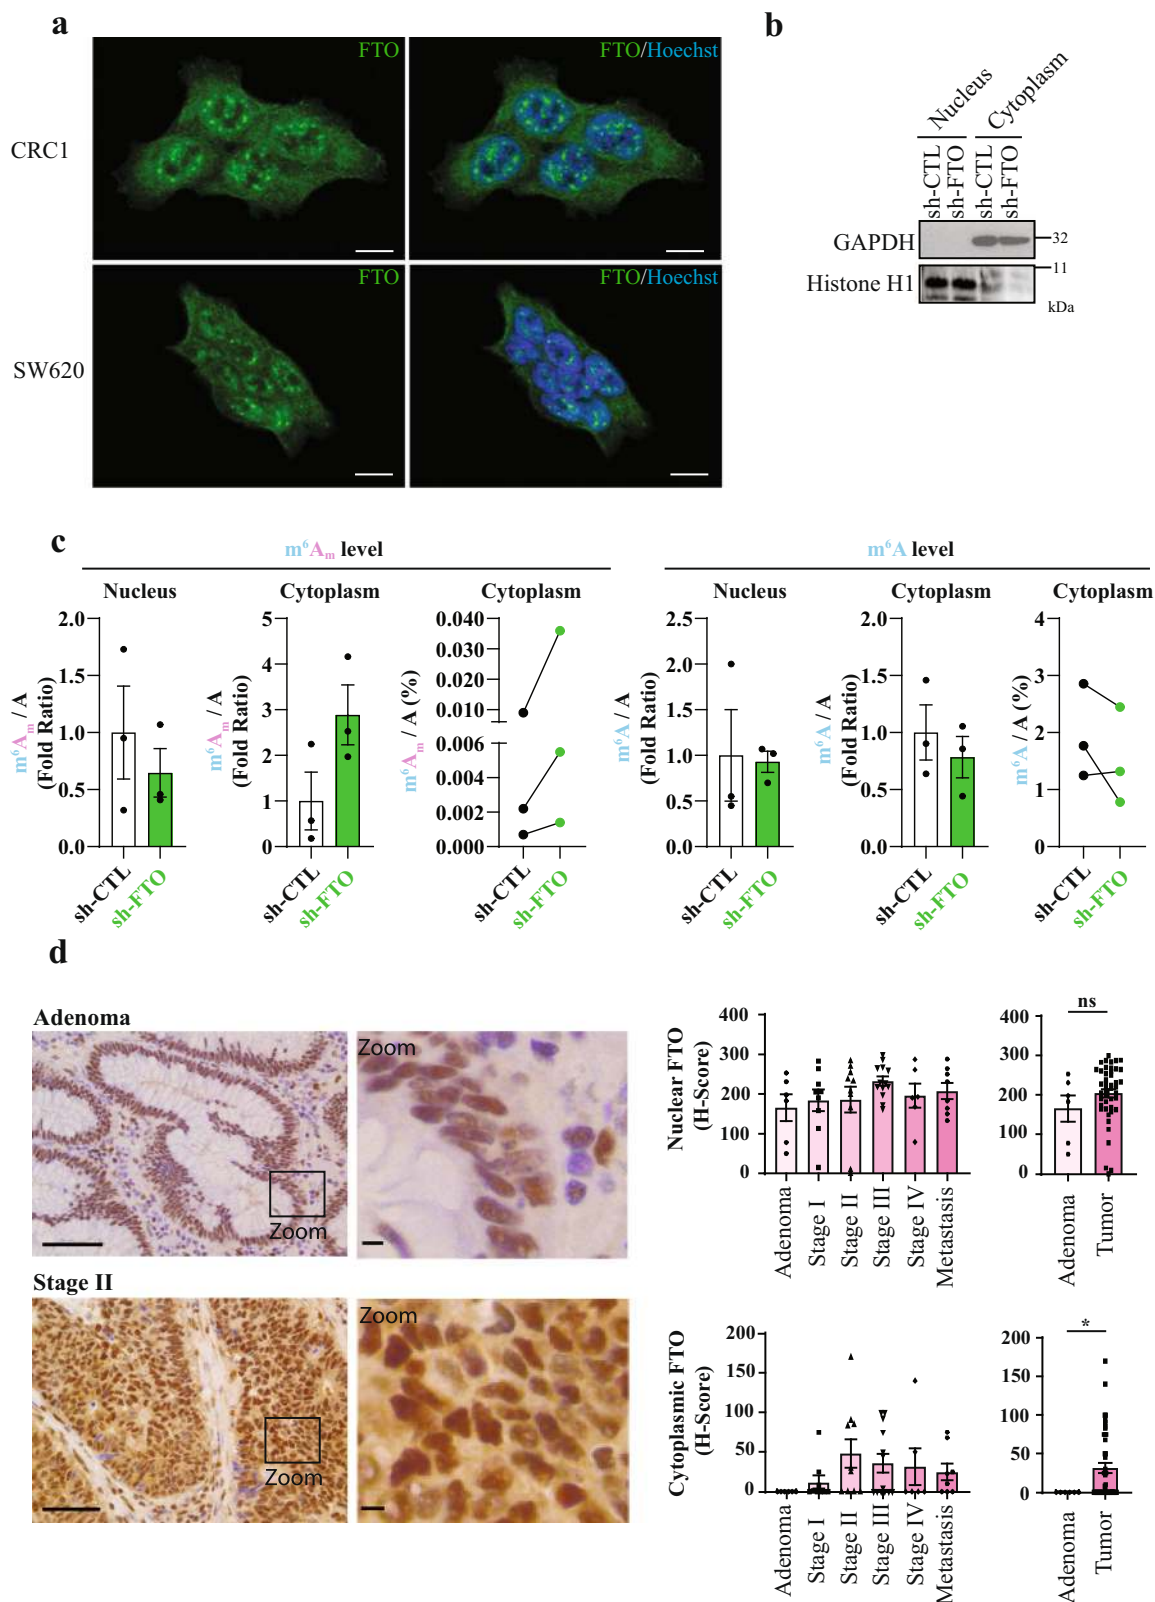 a
FTO
FTO/Hoechst
CRC1
FTO
FTO/Hoechst
SW620
b
Nucleus
Cytoplasm
sh-CTL
sh-FTO
sh-CTL
sh-FTO
GAPDH
32
11
Histone H1
kDa
c
m⁶Aₘ level
m⁶A level
Nucleus
Cytoplasm
Cytoplasm
Nucleus
Cytoplasm
Cytoplasm
m⁶Aₘ / A
(Fold Ratio)
2.0
1.5
1.0
0.5
0.0
sh-CTL
sh-FTO
m⁶Aₘ / A
(Fold Ratio)
5
4
3
2
1
0
sh-CTL
sh-FTO
m⁶Aₘ / A (%)
0.040
0.030
0.010
0.006
0.004
0.002
0.000
sh-CTL
sh-FTO
m⁶A / A
(Fold Ratio)
2.5
2.0
1.5
1.0
0.5
0.0
sh-CTL
sh-FTO
m⁶A / A
(Fold Ratio)
2.0
1.5
1.0
0.5
0.0
sh-CTL
sh-FTO
m⁶A / A (%)
4
3
2
1
0
sh-CTL
sh-FTO
d
Adenoma
Zoom
Zoom
Stage II
Zoom
Zoom
Nuclear FTO
(H-Score)
400
300
200
100
0
Adenoma
Stage I
Stage II
Stage III
Stage IV
Metastasis
ns
400
300
200
100
0
Adenoma
Tumor
Cytoplasmic FTO
(H-Score)
200
150
100
50
0
Adenoma
Stage I
Stage II
Stage III
Stage IV
Metastasis
*
200
150
100
50
0
Adenoma
Tumor